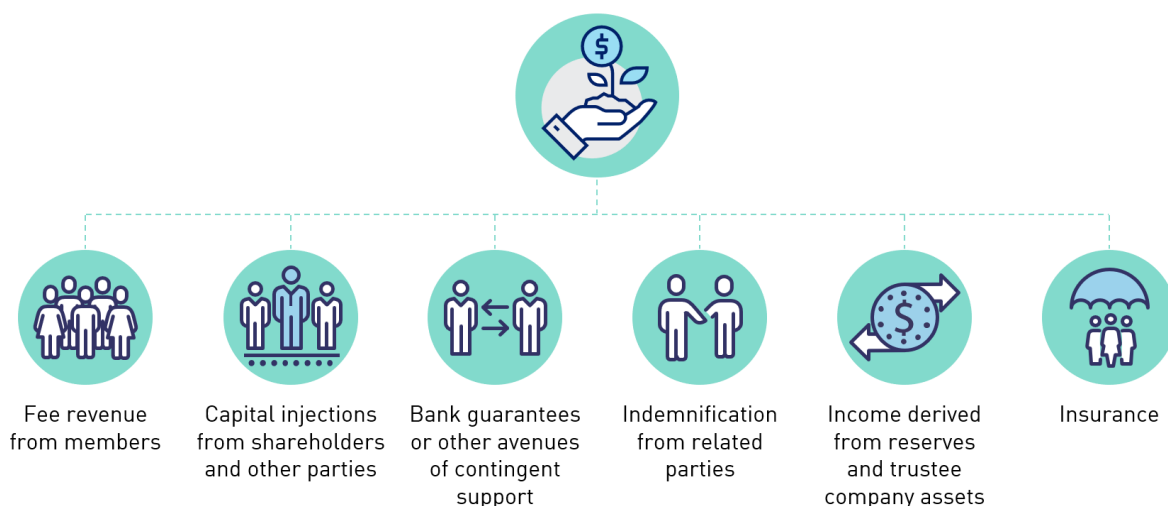 $
Fee revenue
from members
Capital injections
from shareholders
and other parties
Bank guarantees
or other avenues
of contingent
support
Indemnification
from related
parties
$
Income derived
from reserves
and trustee
company assets
Insurance